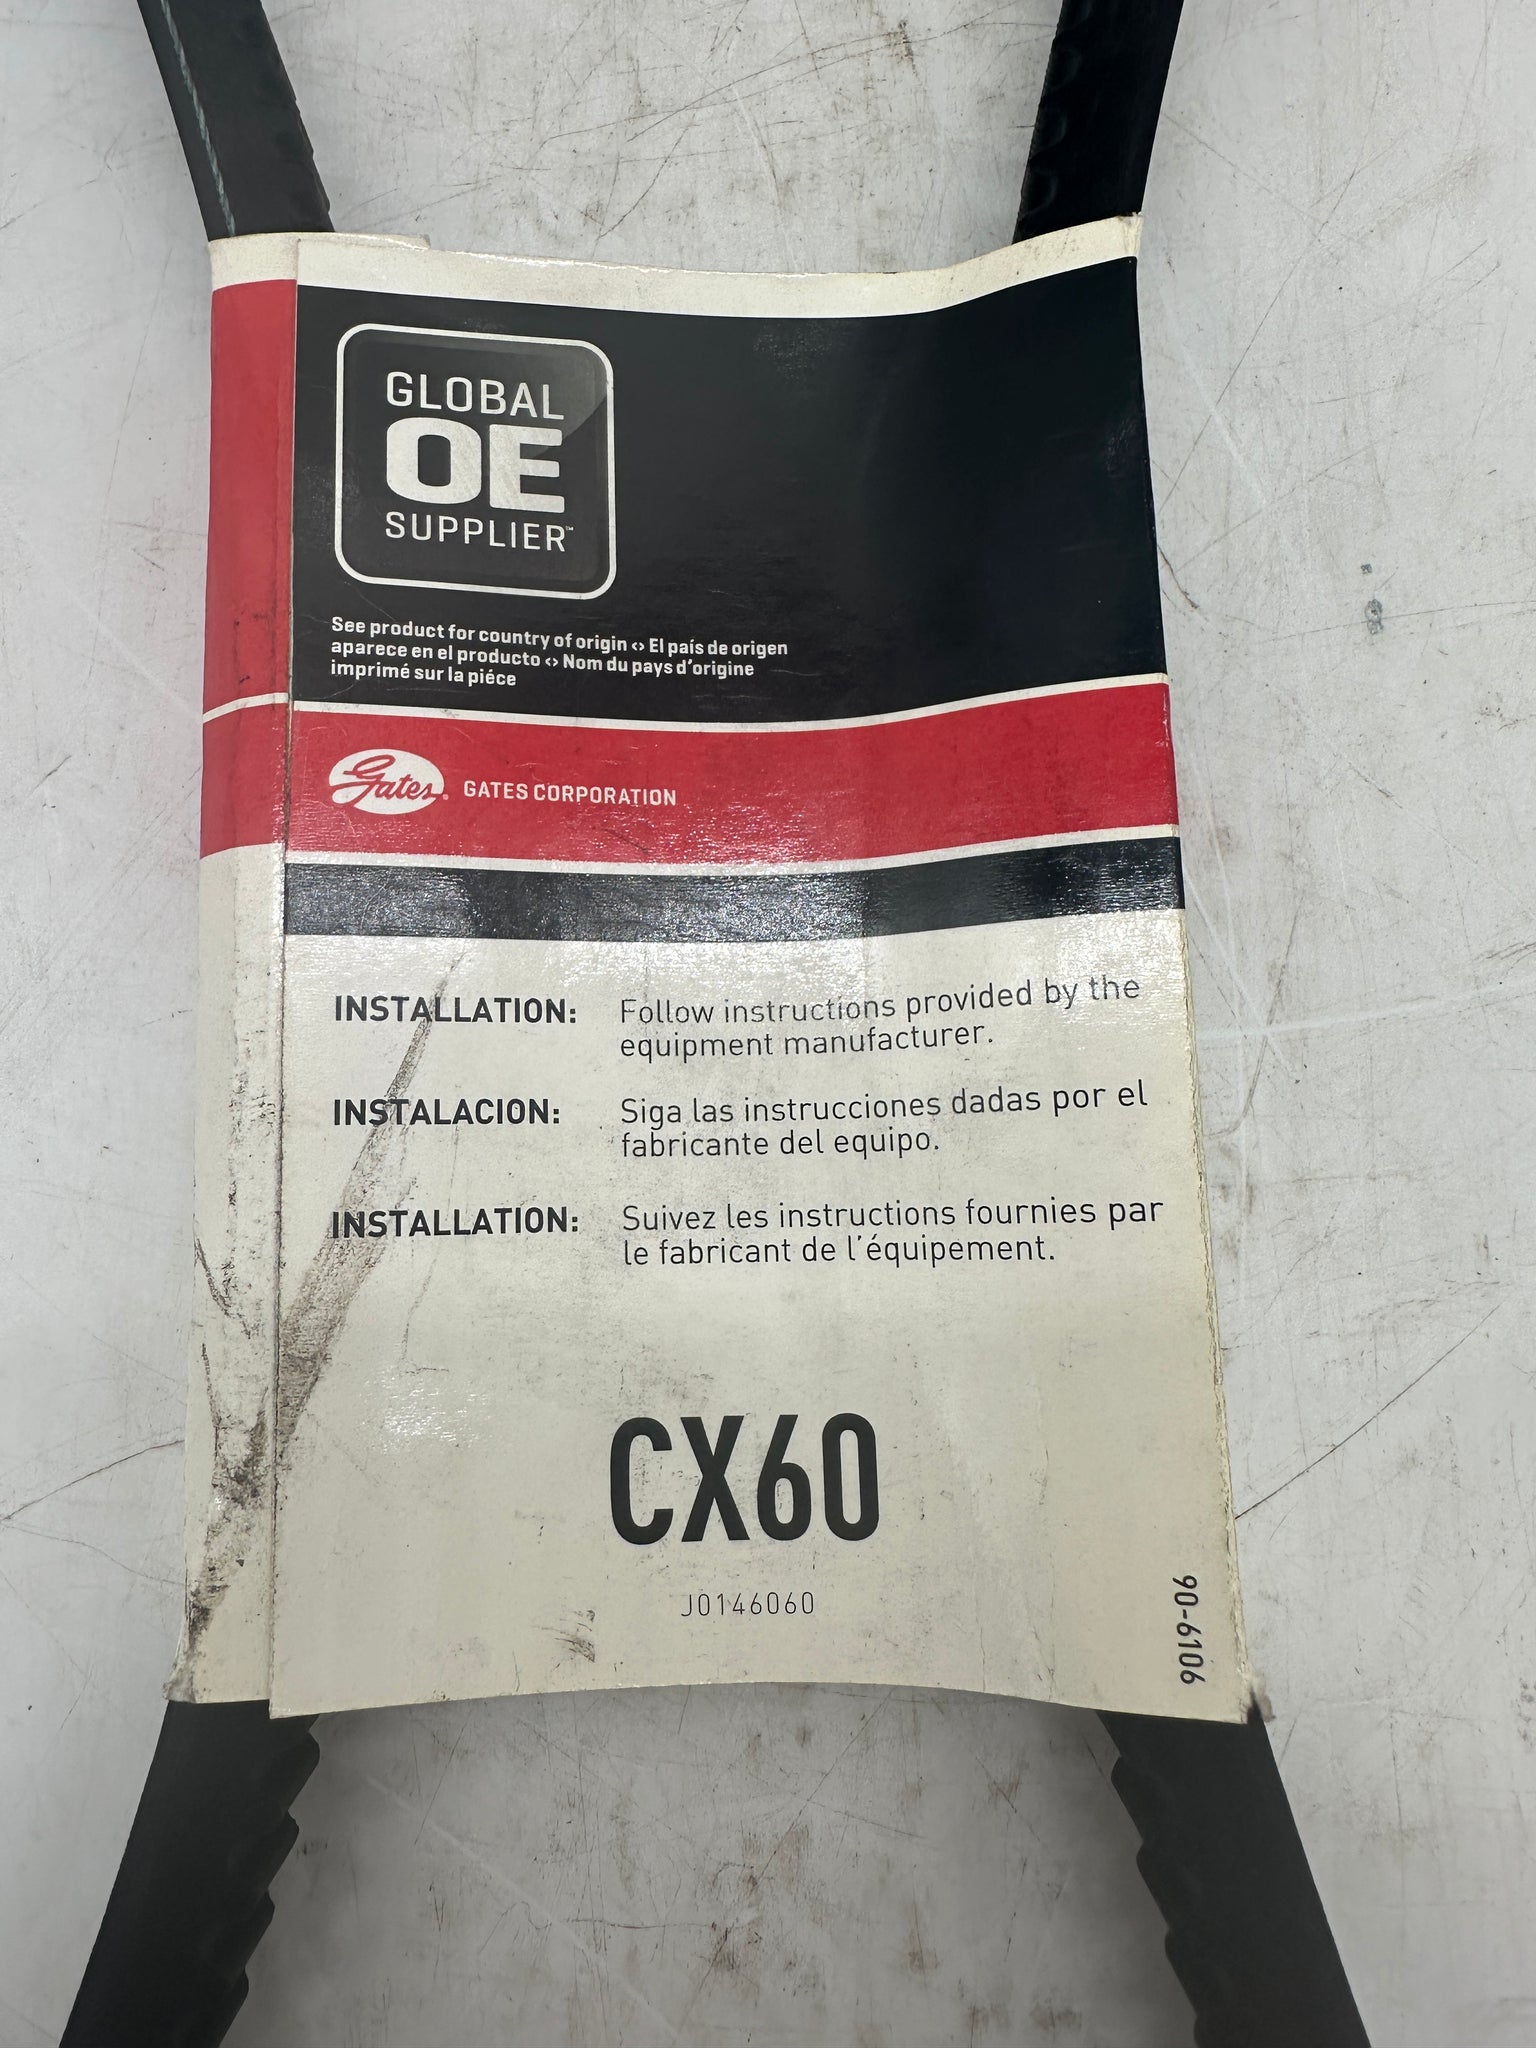 GLOBAL
OE
SUPPLIER™
See product for country of origin <> El país de origen
aparece en el producto <> Nom du pays d'origine
imprimé sur la piéce
Gates® GATES CORPORATION
INSTALLATION: Follow instructions provided by the
equipment manufacturer.
INSTALACION: Siga las instrucciones dadas por el
fabricante del equipo.
INSTALLATION: Suivez les instructions fournies par
le fabricant de l'équipement.
CX60
J0146060
90-6106